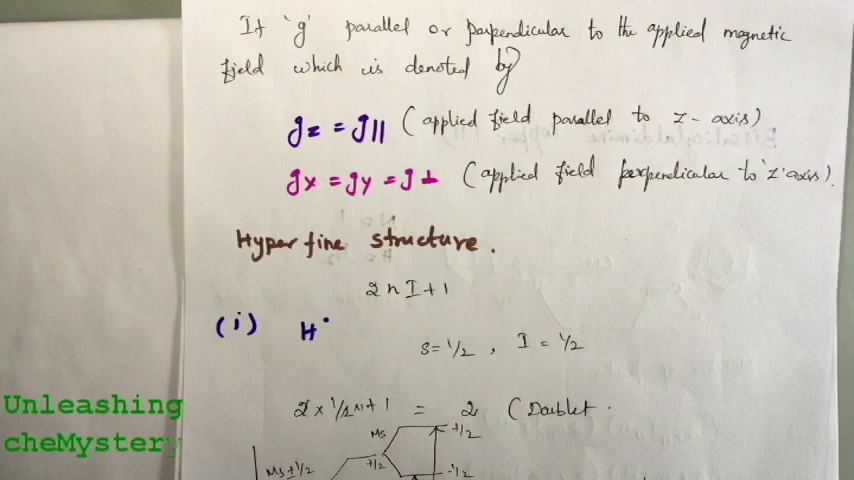 If 'g' parallel or perpendicular to the applied magnetic
field which is denoted by?
gz = g|| (applied field parallel to z-axis)
gx = gy = g⊥ (applied field perpendicular to 'z' axis).
Hyperfine structure.
2nI+1
(i) H•
S=1/2, I = 1/2
2 x 1/2 x1 +1 = 2 (Doublet.
Ms +1/2
Ms ±1/2 +1/2 -1/2
Unleashing
cheMystery